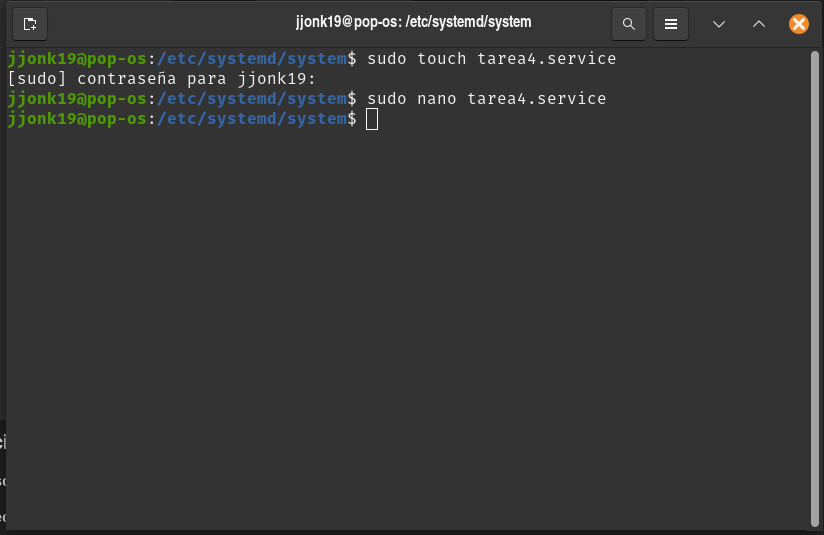 jjonk19@pop-os: /etc/systemd/system
jjonk19@pop-os:/etc/systemd/system$ sudo touch tarea4.service
[sudo] contraseña para jjonk19:
jjonk19@pop-os:/etc/systemd/system$ sudo nano tarea4.service
jjonk19@pop-os:/etc/systemd/system$